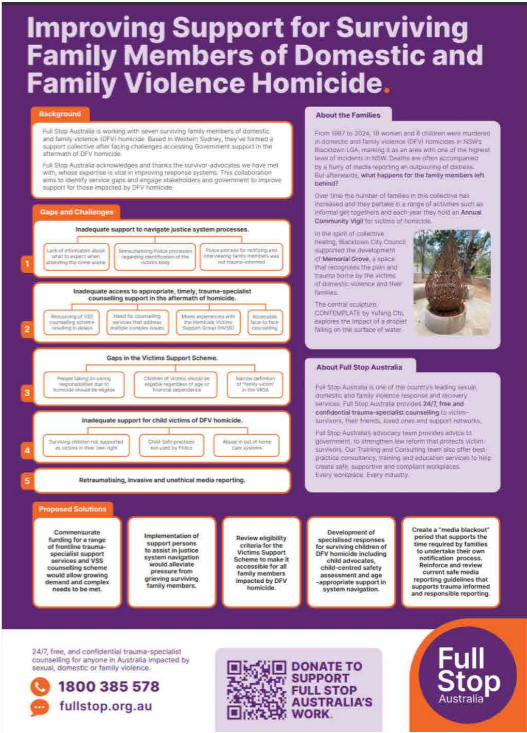 Improving Support for Surviving
Family Members of Domestic and
Family Violence Homicide.
Background
Full Stop Australia is working with seven surviving family members of domestic
and family violence (DFV) homicide. Based in Western Sydney, they've formed a
support collective after facing challenges accessing Government support in the
aftermath of DFV homicide.
Full Stop Australia acknowledges and thanks the survivor-advocates we have met
with, whose expertise is vital in improving response systems. This collaboration
aims to identify service gaps and engage stakeholders and government to improve
support for those impacted by DFV homicide.
Gaps and Challenges
1
Inadequate support to navigate justice system processes.
Lack of information about
what to expect when
attending the crime scene
Retraumatising Police processes
regarding identification of the
victim's body
Police process for notifying and
interviewing family members was
not trauma-informed
2
Inadequate access to appropriate, timely, trauma-specialist
counselling support in the aftermath of homicide.
Resourcing of VSS
counselling scheme
resulting in delays
Need for counselling
services that address
multiple complex issues
Mixed experiences with
the Homicide Victims
Support Group (HVSG)
Accessible
face-to-face
counselling
3
Gaps in the Victims Support Scheme.
People taking on caring
responsibilities due to
homicide should be eligible
Children of victims should be
eligible regardless of age or
financial dependence
Narrow definition
of "family victim"
in the VRSA
4
Inadequate support for child victims of DFV homicide.
Surviving children not supported
as victims in their own right
Child Safe practices
not used by Police
Abuse in out of home
care systems
5
Retraumatising, invasive and unethical media reporting.
About the Families
From 1987 to 2024, 18 women and 8 children were murdered
in domestic and family violence (DFV) homicides in NSW's
Blacktown LGA, marking it as an area with one of the highest
level of incidents in NSW. Deaths are often accompanied
by a flurry of media reporting an outpouring of distress.
But afterwards, what happens for the family members left
behind?
Over time the number of families in this collective has
increased and they partake in a range of activities such as
informal get togethers and each year they hold an Annual
Community Vigil for victims of homicide.
In the spirit of collective
healing, Blacktown City Council
supported the development
of Memorial Grove, a space
that recognises the pain and
trauma borne by the victims
of domestic violence and their
families.
The central sculpture,
CONTEMPLATE by Yufang Chi,
explores the impact of a droplet
falling on the surface of water.
About Full Stop Australia
Full Stop Australia is one of the country's leading sexual,
domestic and family violence response and recovery
services. Full Stop Australia provides 24/7, free and
confidential trauma-specialist counselling to victim-
survivors, their friends, loved ones and support networks.
Full Stop Australia's advocacy team provides advice to
government, to strengthen law reform that protects victim-
survivors. Our Training and Consulting team also offer best-
practice consultancy, training and education services to help
create safe, supportive and compliant workplaces.
Every workplace. Every industry.
Proposed Solutions
Commensurate
funding for a range
of frontline trauma-
specialist support
services and VSS
counselling scheme
would allow growing
demand and complex
needs to be met.
Implementation of
support persons
to assist in justice
system navigation
would alleviate
pressure from
grieving surviving
family members.
Review eligibility
criteria for the
Victims Support
Scheme to make it
accessible for all
family members
impacted by DFV
homicide.
Development of
specialised responses
for surviving children of
DFV homicide including
child advocates,
child-centred safety
assessment and age
-appropriate support in
system navigation.
Create a "media blackout"
period that supports the
time required by families
to undertake their own
notification process.
Reinforce and review
current safe media
reporting guidelines that
supports trauma informed
and responsible reporting.
24/7, free, and confidential trauma-specialist
counselling for anyone in Australia impacted by
sexual, domestic or family violence.
1800 385 578
fullstop.org.au
DONATE TO
SUPPORT
FULL STOP
AUSTRALIA'S
WORK.
Full
Stop
Australia